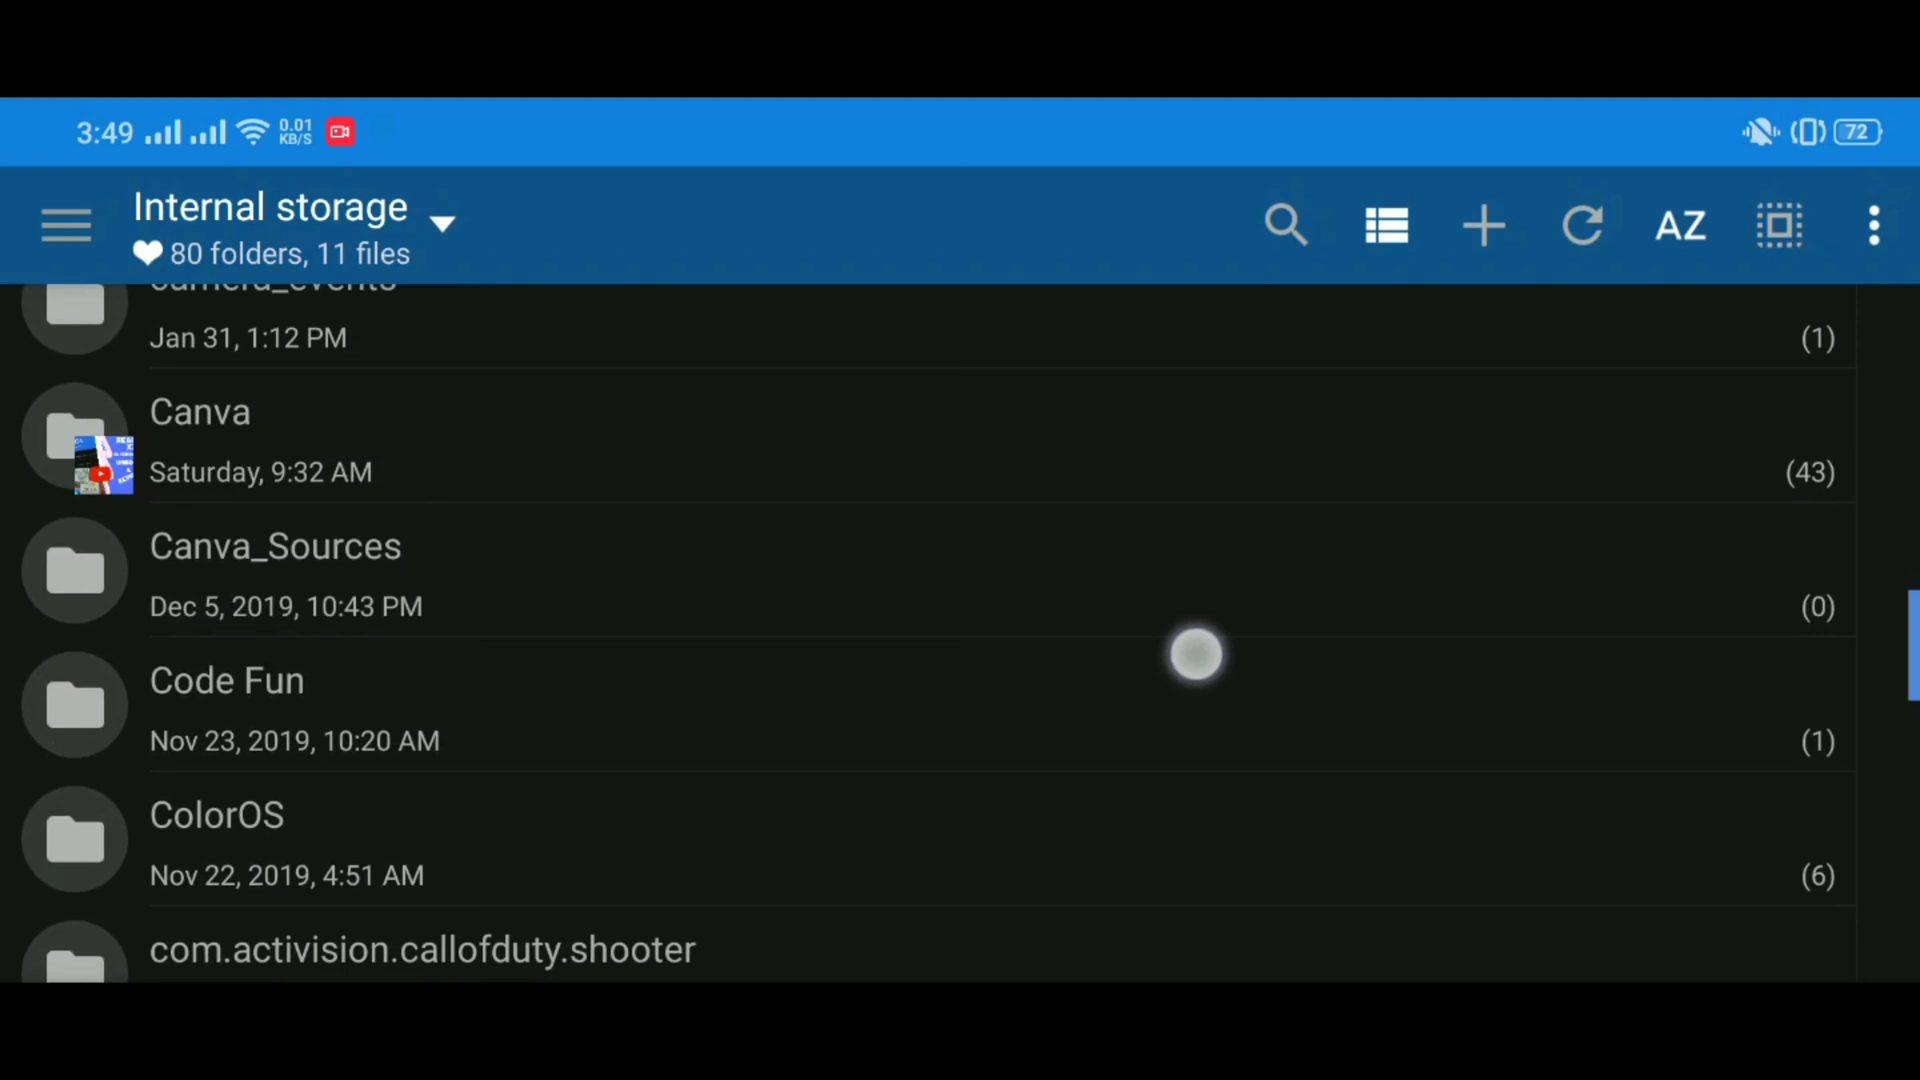 3:49 0.01 KB/S 72
Internal storage
80 folders, 11 files
AZ
camera_events
Jan 31, 1:12 PM (1)
Canva
Saturday, 9:32 AM (43)
Canva_Sources
Dec 5, 2019, 10:43 PM (0)
Code Fun
Nov 23, 2019, 10:20 AM (1)
ColorOS
Nov 22, 2019, 4:51 AM (6)
com.activision.callofduty.shooter